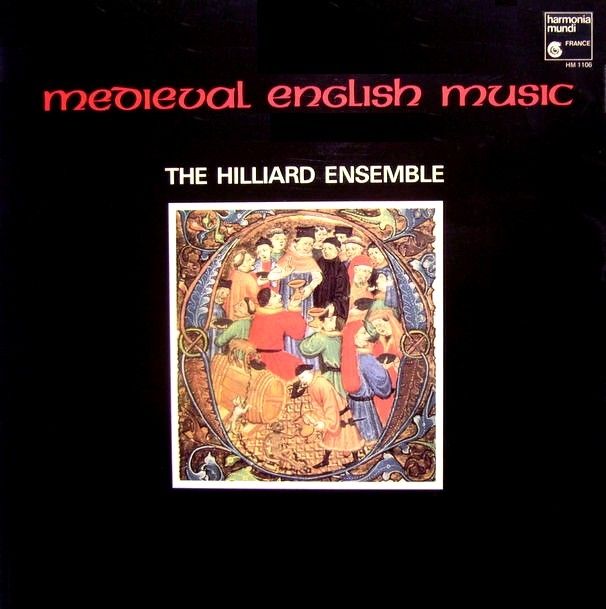 harmonia
mundi
FRANCE
HM 1106
medieval english music
THE HILLIARD ENSEMBLE